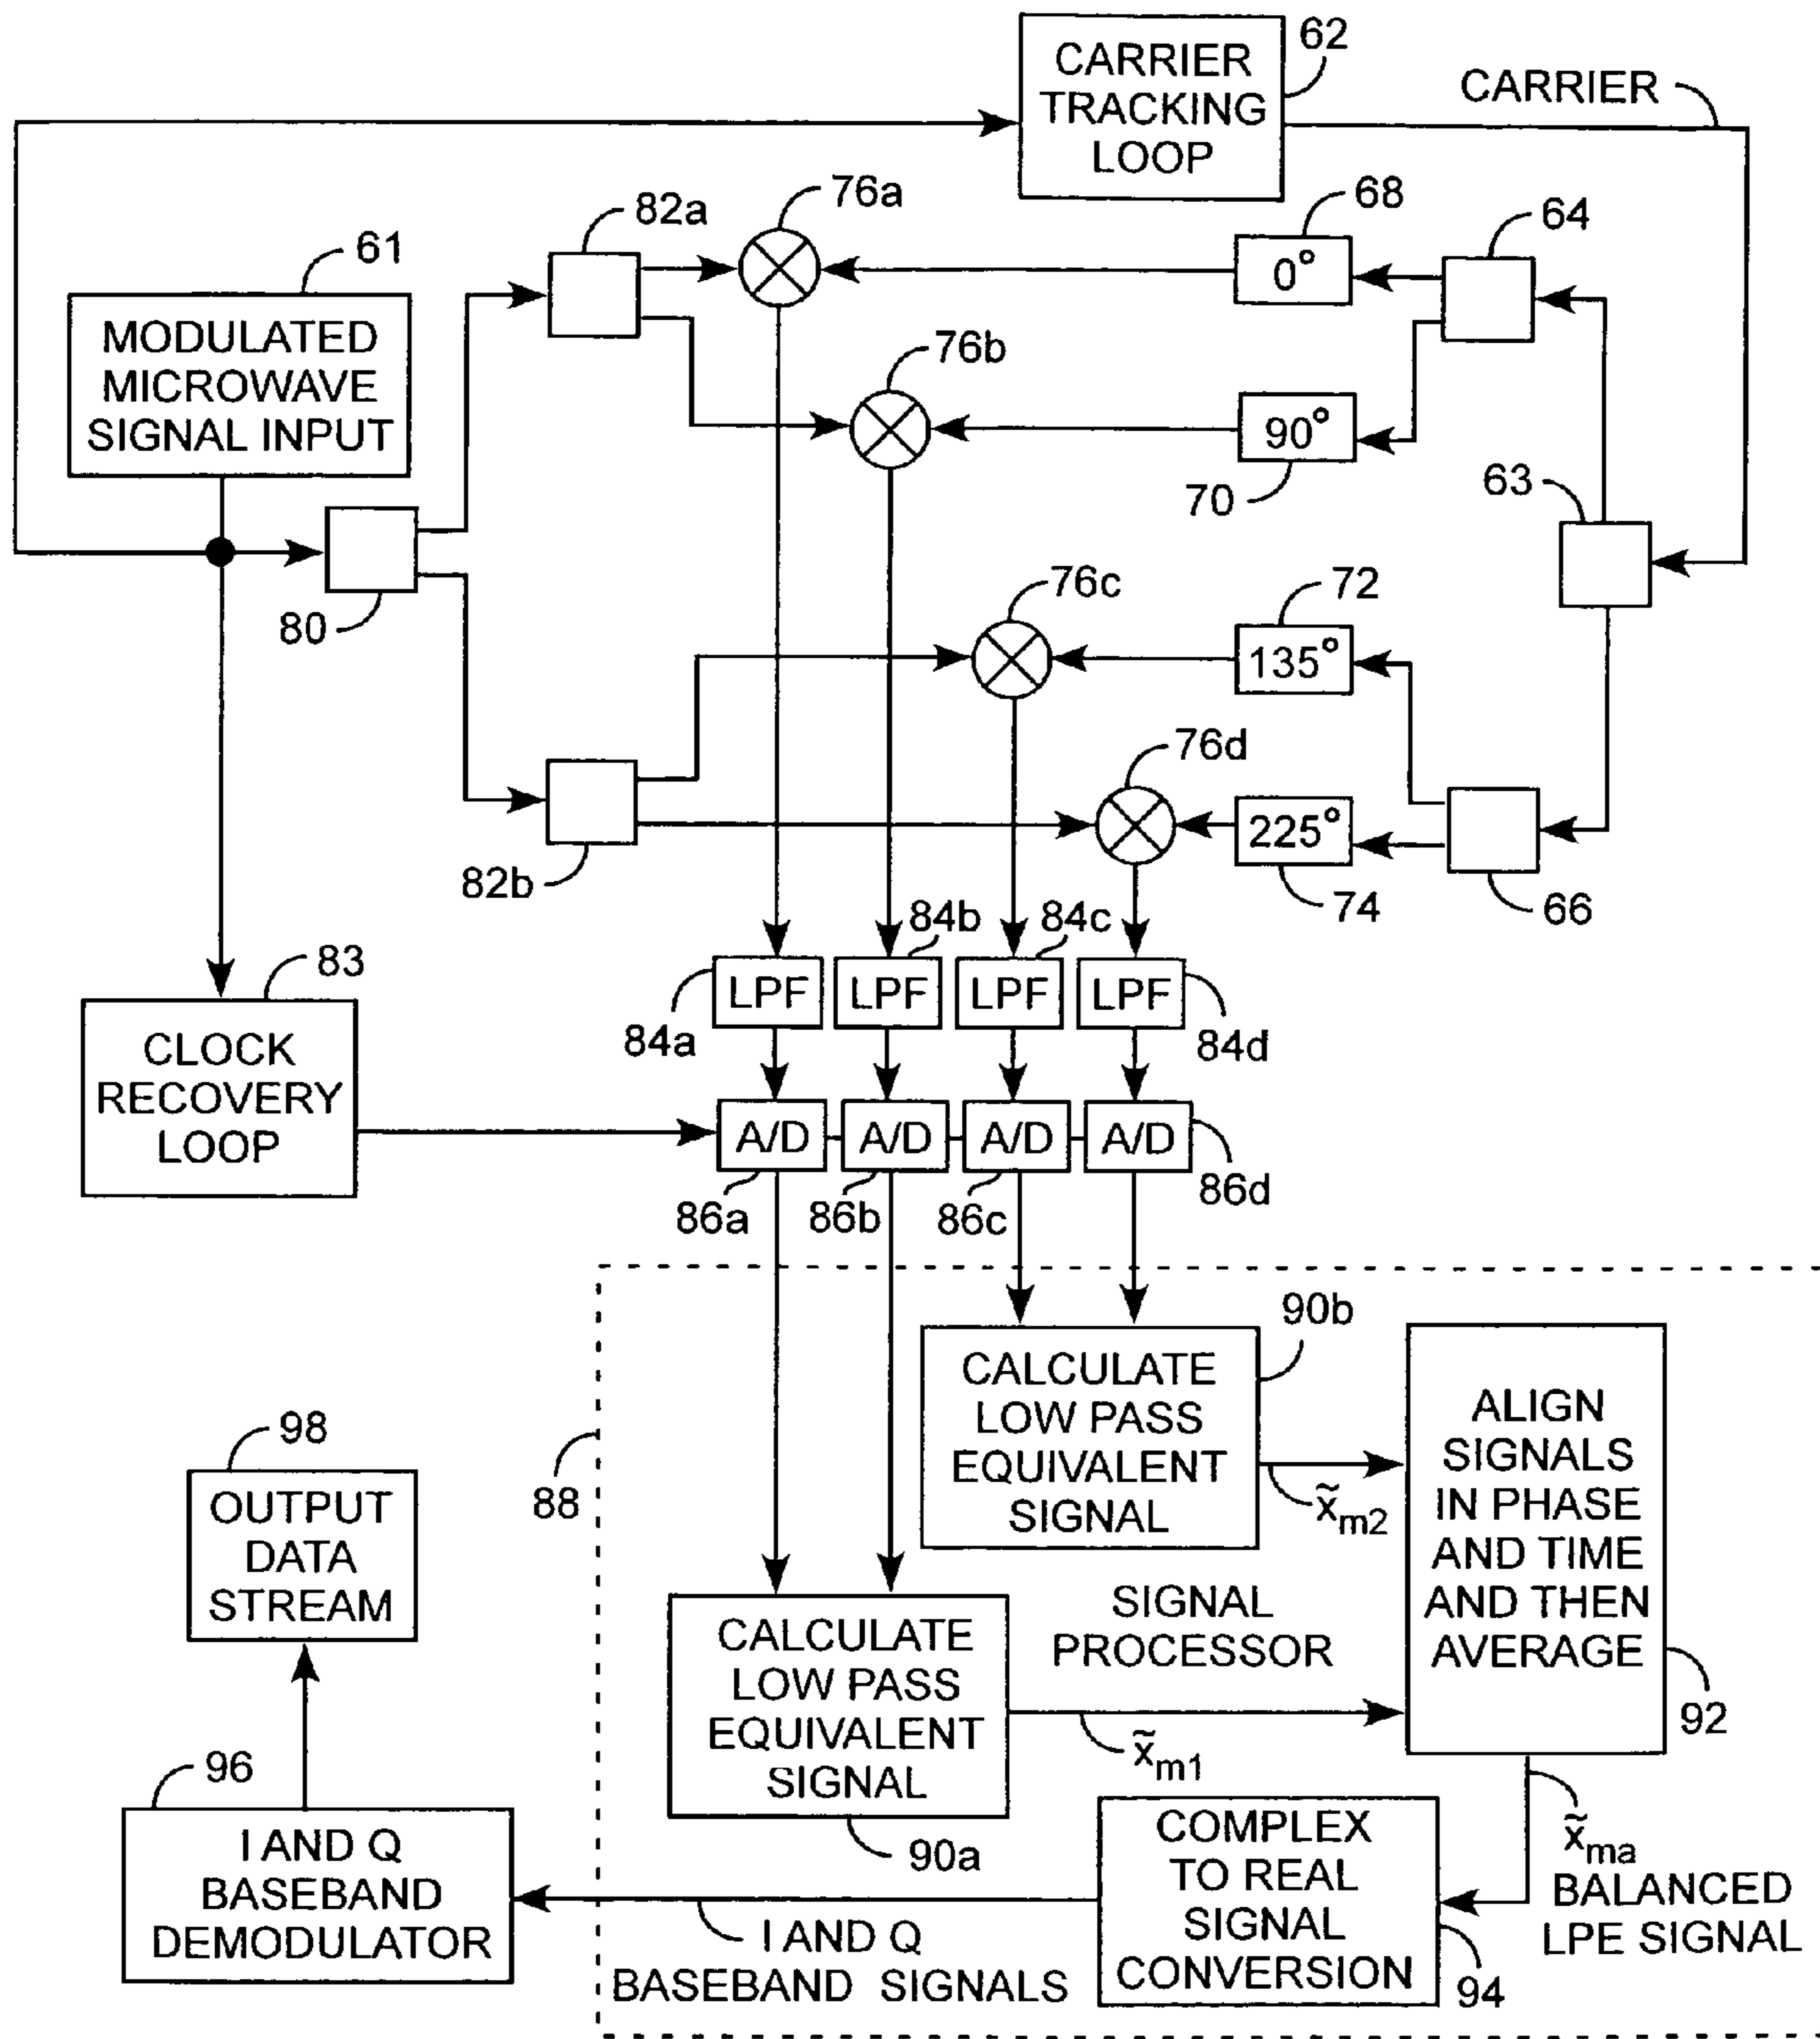 62
CARRIER
TRACKING
LOOP
CARRIER
76a
68
64
82a
0°
61
MODULATED
MICROWAVE
SIGNAL INPUT
76b
90°
70
63
80
76c
72
135°
76d
225°
82b
74
66
84b
84c
83
LPF
LPF
LPF
LPF
84a
84d
CLOCK
RECOVERY
LOOP
A/D
A/D
A/D
A/D
86a
86b
86c
86d
90b
CALCULATE
LOW PASS
EQUIVALENT
SIGNAL
ALIGN
SIGNALS
IN PHASE
AND TIME
AND THEN
AVERAGE
98
88
x̃m2
OUTPUT
DATA
STREAM
SIGNAL
PROCESSOR
CALCULATE
LOW PASS
EQUIVALENT
SIGNAL
92
x̃m1
96
90a
x̃ma
BALANCED
LPE SIGNAL
COMPLEX
TO REAL
SIGNAL
CONVERSION
I AND Q
BASEBAND
DEMODULATOR
I AND Q
BASEBAND SIGNALS
94